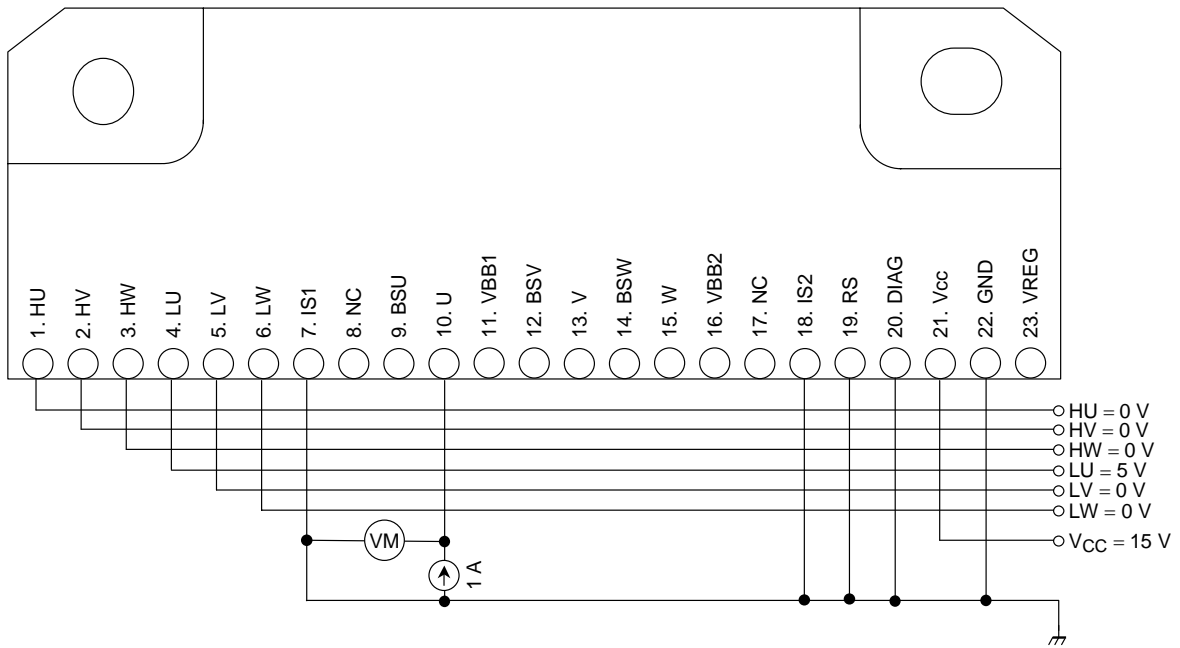 1. HU
2. HV
3. HW
4. LU
5. LV
6. LW
7. IS1
8. NC
9. BSU
10. U
11. VBB1
12. BSV
13. V
14. BSW
15. W
16. VBB2
17. NC
18. IS2
19. RS
20. DIAG
21. Vcc
22. GND
23. VREG
HU = 0 V
HV = 0 V
HW = 0 V
LU = 5 V
LV = 0 V
LW = 0 V
VCC = 15 V
VM
1 A